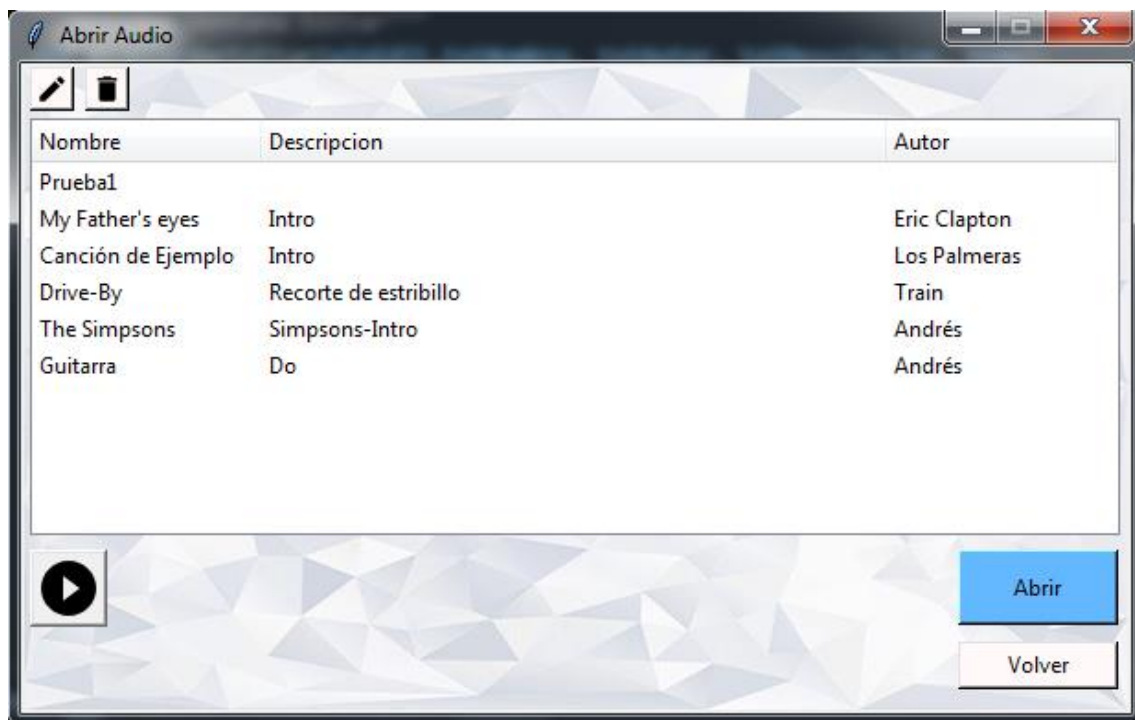 Abrir Audio
Nombre Descripcion Autor
Prueba1
My Father's eyes Intro Eric Clapton
Canción de Ejemplo Intro Los Palmeras
Drive-By Recorte de estribillo Train
The Simpsons Simpsons-Intro Andrés
Guitarra Do Andrés
Abrir
Volver